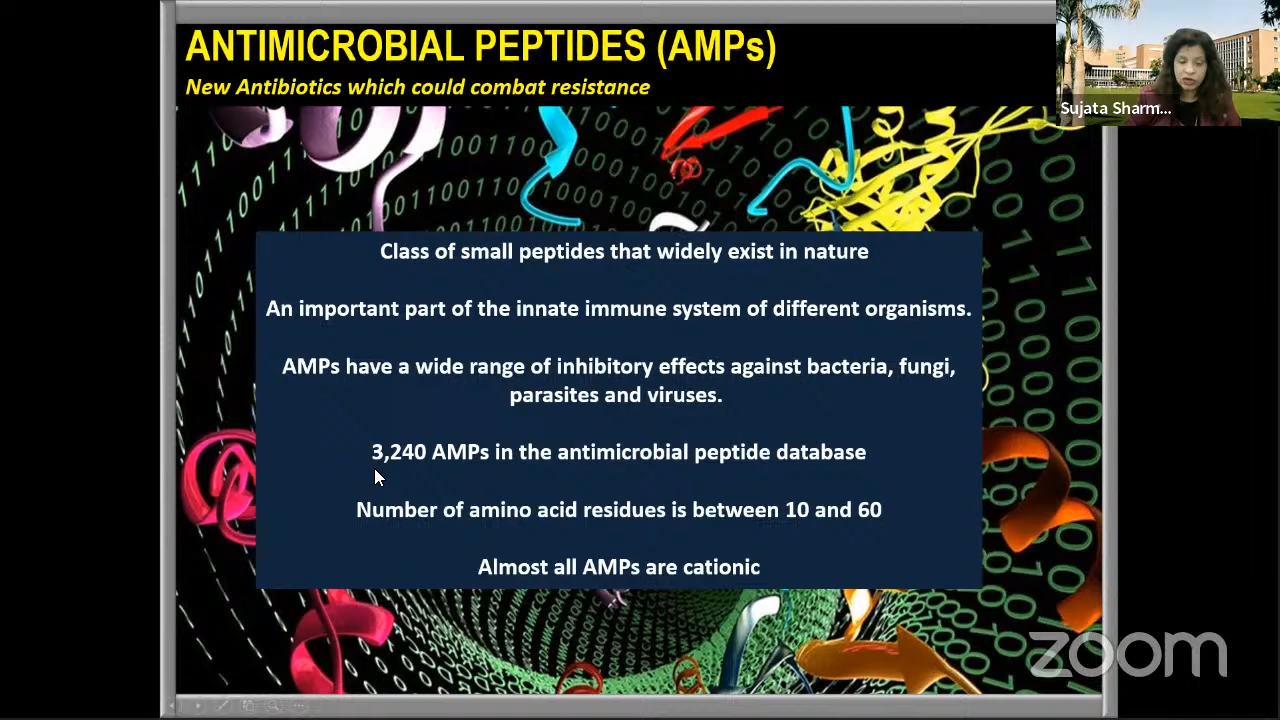 ANTIMICROBIAL PEPTIDES (AMPs)
New Antibiotics which could combat resistance
Sujata Sharm...
Class of small peptides that widely exist in nature
An important part of the innate immune system of different organisms.
AMPs have a wide range of inhibitory effects against bacteria, fungi,
parasites and viruses.
3,240 AMPs in the antimicrobial peptide database
Number of amino acid residues is between 10 and 60
Almost all AMPs are cationic
zoom